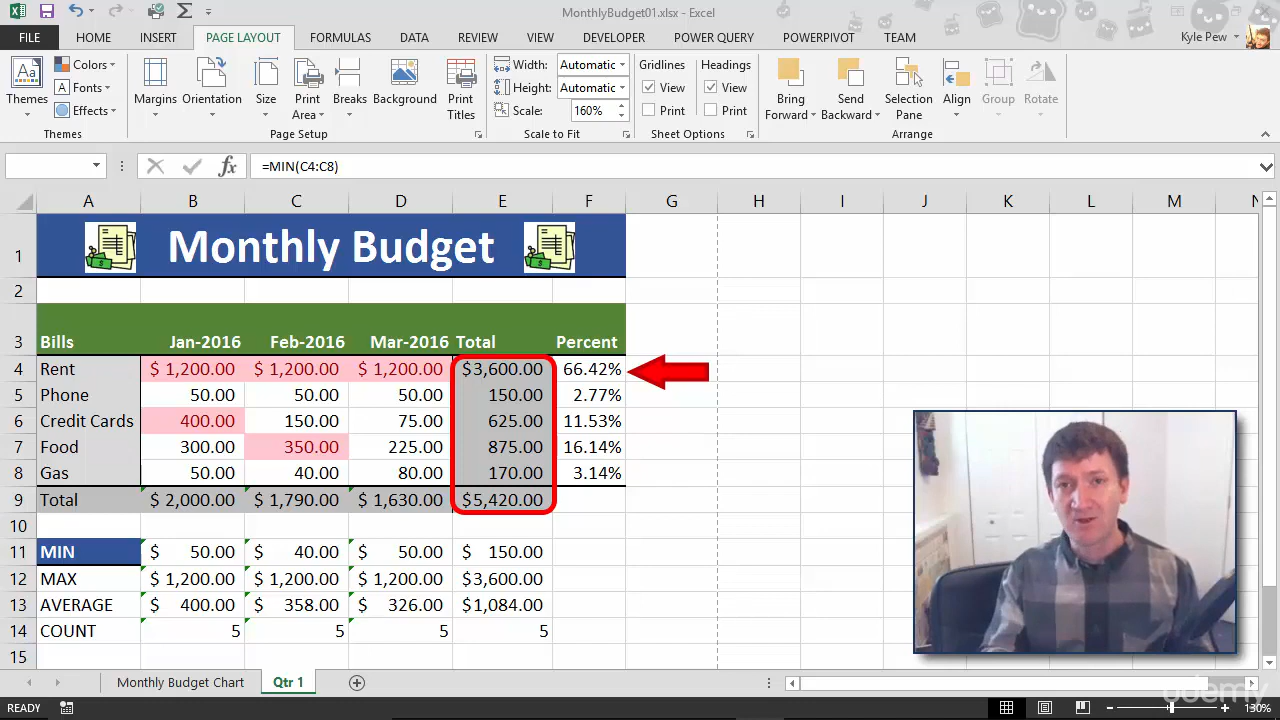 MonthlyBudget01.xlsx - Excel
FILE HOME INSERT PAGE LAYOUT FORMULAS DATA REVIEW VIEW DEVELOPER POWER QUERY POWERPIVOT TEAM Kyle Pew
Colors Width: Automatic Gridlines Headings
Aa Fonts Height: Automatic View View
Themes Effects Margins Orientation Size Print Area Breaks Background Print Titles Scale: 160% Print Print Bring Forward Send Backward Selection Pane Align Group Rotate
Themes Page Setup Scale to Fit Sheet Options Arrange
fx =MIN(C4:C8)
A B C D E F G H I J K L M N
1 Monthly Budget
2
3 Bills Jan-2016 Feb-2016 Mar-2016 Total Percent
4 Rent $ 1,200.00 $ 1,200.00 $ 1,200.00 $3,600.00 66.42%
5 Phone 50.00 50.00 50.00 150.00 2.77%
6 Credit Cards 400.00 150.00 75.00 625.00 11.53%
7 Food 300.00 350.00 225.00 875.00 16.14%
8 Gas 50.00 40.00 80.00 170.00 3.14%
9 Total $ 2,000.00 $ 1,790.00 $ 1,630.00 $5,420.00
10
11 MIN $ 50.00 $ 40.00 $ 50.00 $ 150.00
12 MAX $ 1,200.00 $ 1,200.00 $ 1,200.00 $3,600.00
13 AVERAGE $ 400.00 $ 358.00 $ 326.00 $1,084.00
14 COUNT 5 5 5 5
15
Monthly Budget Chart Qtr 1
udemy
READY 130%